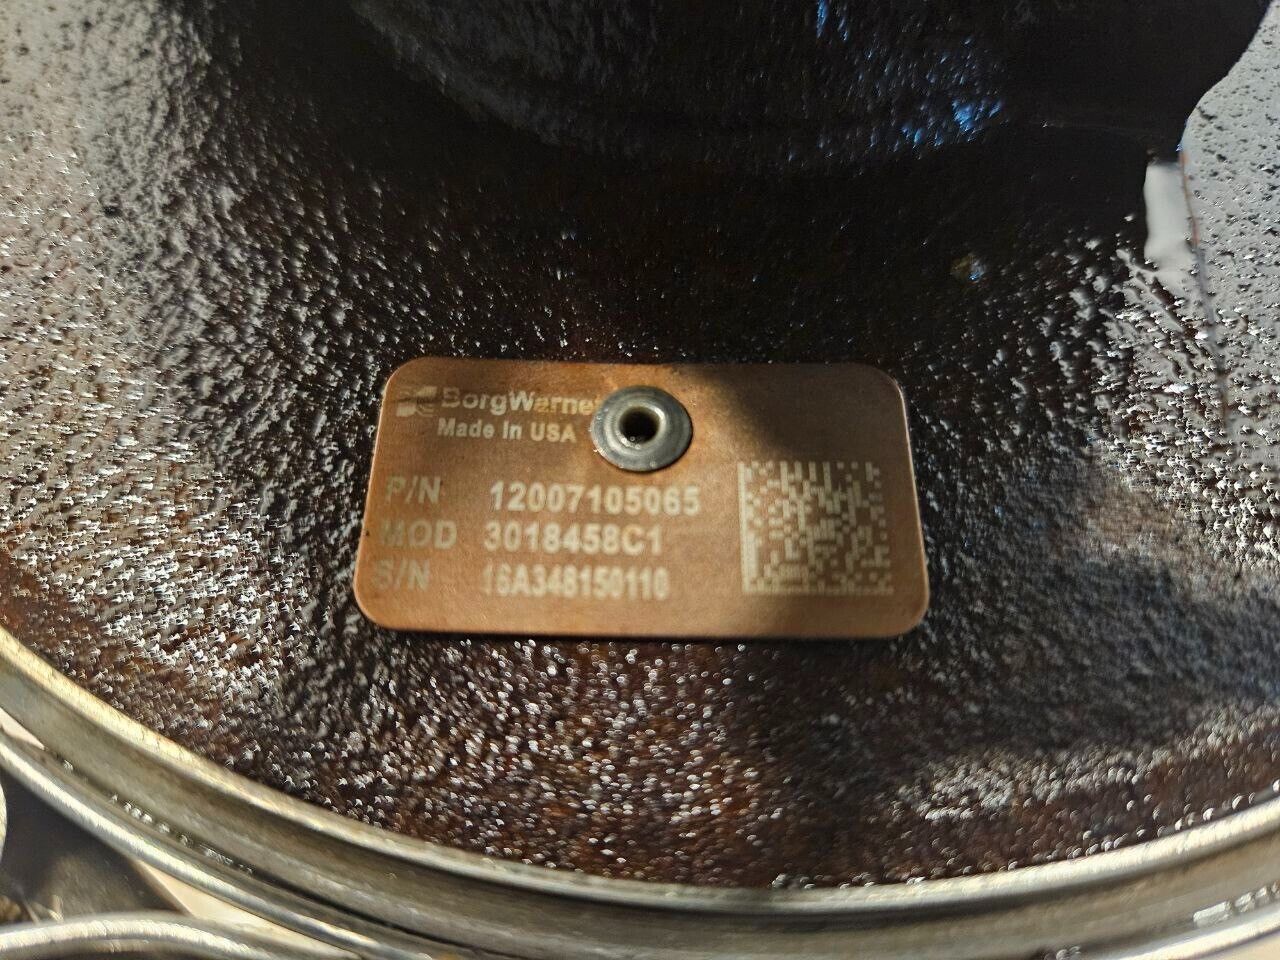 BorgWarner
Made In USA
P/N 12007105065
MOD 3018458C1
S/N 16A348150110